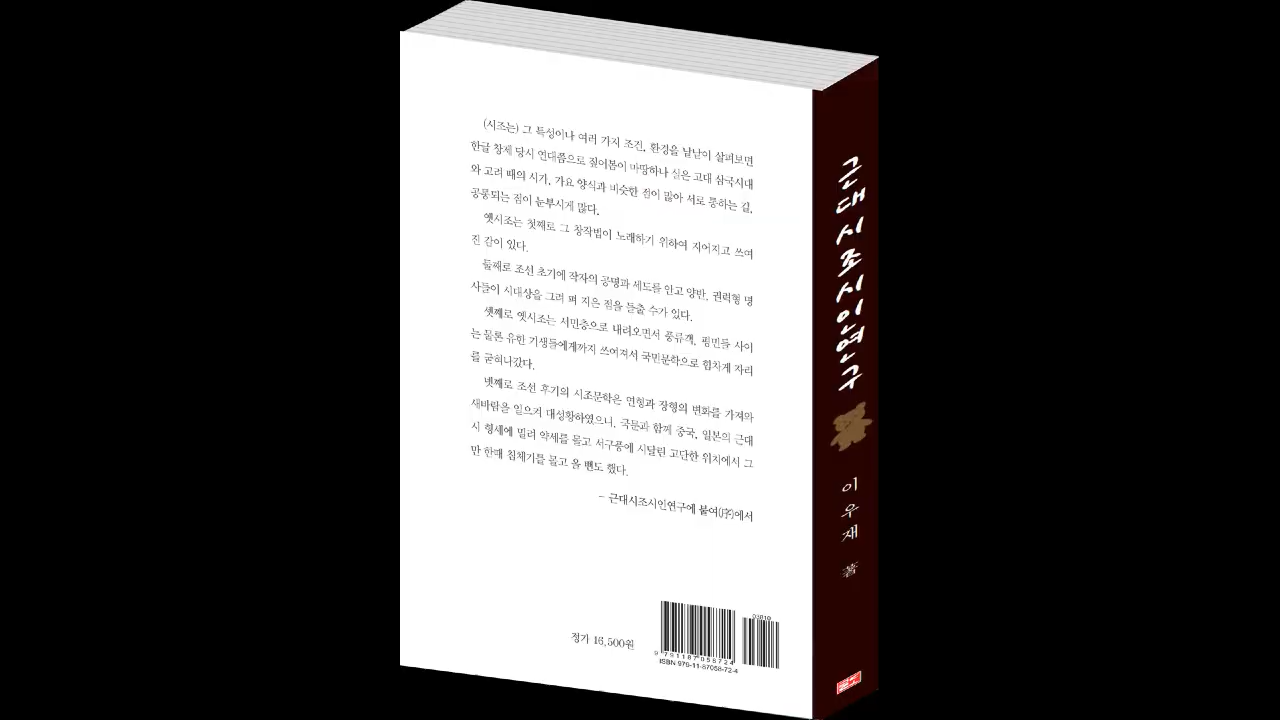 (시조는) 그 특성이나 여러 가지 조건, 환경을 낱낱이 살펴보면
한글 창제 당시 연대쯤으로 짚어봄이 마땅하나 실은 고대 삼국시대
와 고려 때의 시가, 가요 양식과 비슷한 점이 많아 서로 통하는 길,
공통되는 점이 눈부시게 많다.
옛시조는 첫째로 그 창작법이 노래하기 위하여 지어지고 쓰여
진 같이 있다.
둘째로 조선 초기에 작자의 공명과 세도를 안고 양반, 권력형 명
사들이 시대상을 그려 며 지은 점을 들출 수가 있다.
셋째로 옛시조는 서민층으로 내려오면서 풍류객, 평민들 사이
는 물론 유한 기생들에게까지 쓰여져서 국민문학으로 힘차게 자리
를 굳혀나갔다.
넷째로 조선 후기의 시조문학은 연형과 장형의 변화를 가져와
새바람을 일으켜 대성황하였으나, 국문과 함께 중국, 일본의 근대
시 형세에 밀려 약세를 몰고 서구풍에 시달린 고단한 위치에서 그
만 한때 침체기를 몰고 올 뻔도 했다.
- 근대시조시인연구에 붙여(序)에서
정가 16,500원
03810
9 791187 058724
ISBN 979-11-87058-72-4
근대시조시인연구
이우재 著